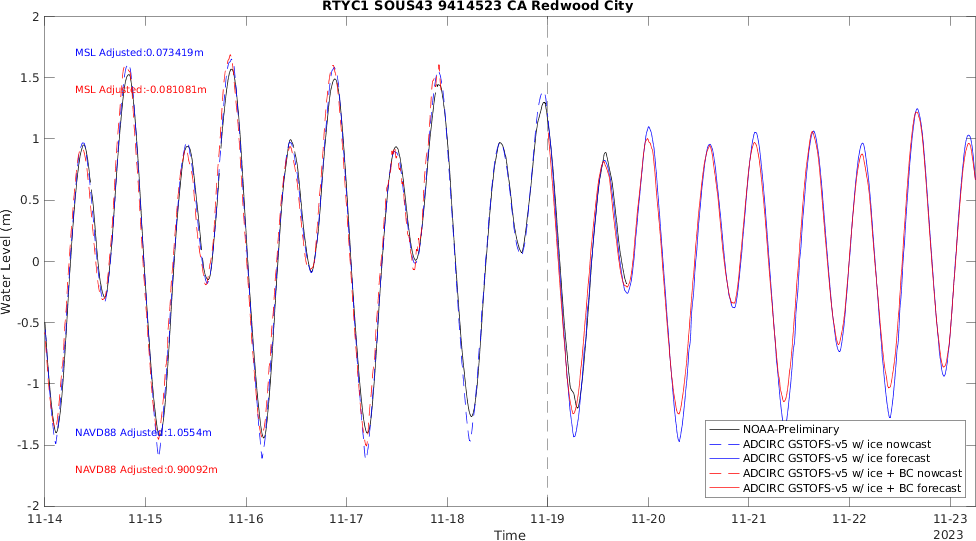 RTYC1 SOUS43 9414523 CA Redwood City
2
1.5
1
0.5
0
-0.5
-1
-1.5
-2
Water Level (m)
MSL Adjusted:0.073419m
MSL Adjusted:-0.081081m
NAVD88 Adjusted:1.0554m
NAVD88 Adjusted:0.90092m
NOAA-Preliminary
ADCIRC GSTOFS-v5 w/ ice nowcast
ADCIRC GSTOFS-v5 w/ ice forecast
ADCIRC GSTOFS-v5 w/ ice + BC nowcast
ADCIRC GSTOFS-v5 w/ ice + BC forecast
11-14 11-15 11-16 11-17 11-18 11-19 11-20 11-21 11-22 11-23
Time
2023